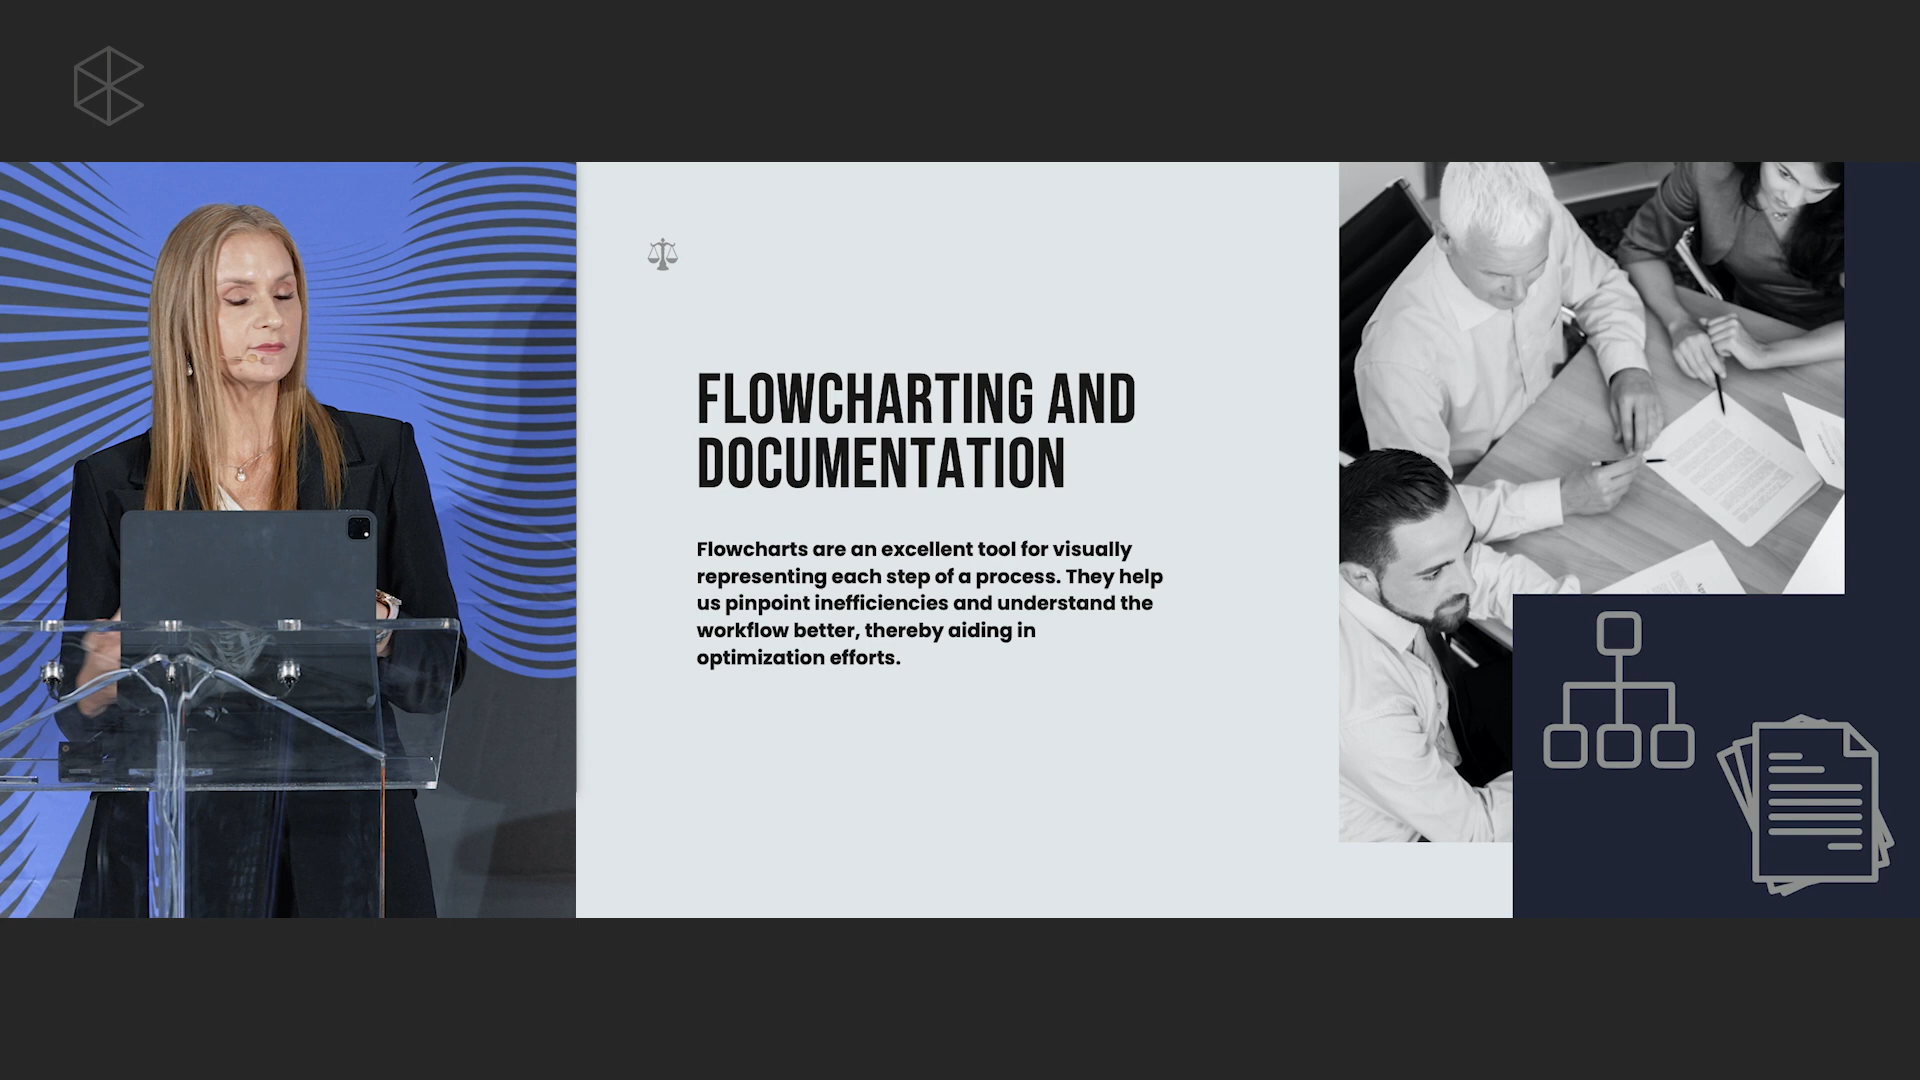 FLOWCHARTING AND
DOCUMENTATION
Flowcharts are an excellent tool for visually
representing each step of a process. They help
us pinpoint inefficiencies and understand the
workflow better, thereby aiding in
optimization efforts.